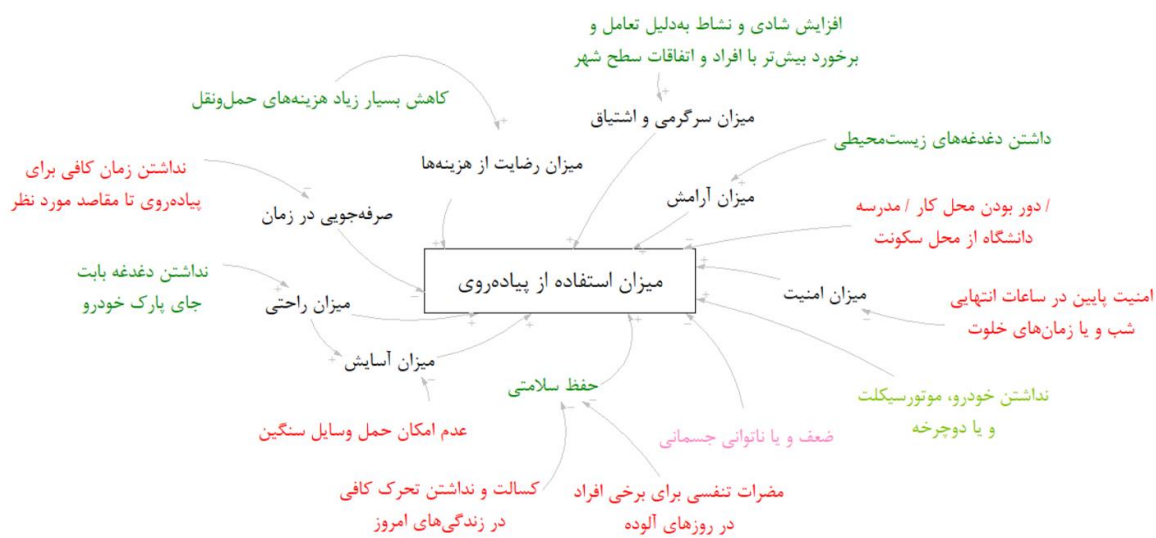 افزایش شادی و نشاط به‌دلیل تعامل و
برخورد بیش‌تر با افراد و اتفاقات سطح شهر
کاهش بسیار زیاد هزینه‌های حمل‌ونقل
میزان سرگرمی و اشتیاق
داشتن دغدغه‌های زیست‌محیطی
میزان رضایت از هزینه‌ها
نداشتن زمان کافی برای
پیاده‌روی تا مقاصد مورد نظر
میزان آرامش
صرفه‌جویی در زمان
دور بودن محل کار / مدرسه /
دانشگاه از محل سکونت
میزان استفاده از پیاده‌روی
نداشتن دغدغه بابت
جای پارک خودرو
میزان راحتی
میزان امنیت
امنیت پایین در ساعات انتهایی
شب و یا زمان‌های خلوت
میزان آسایش
حفظ سلامتی
نداشتن خودرو، موتورسیکلت
و یا دوچرخه
عدم امکان حمل وسایل سنگین
ضعف و یا ناتوانی جسمانی
کسالت و نداشتن تحرک کافی
در زندگی‌های امروز
مضرات تنفسی برای برخی افراد
در روزهای آلوده